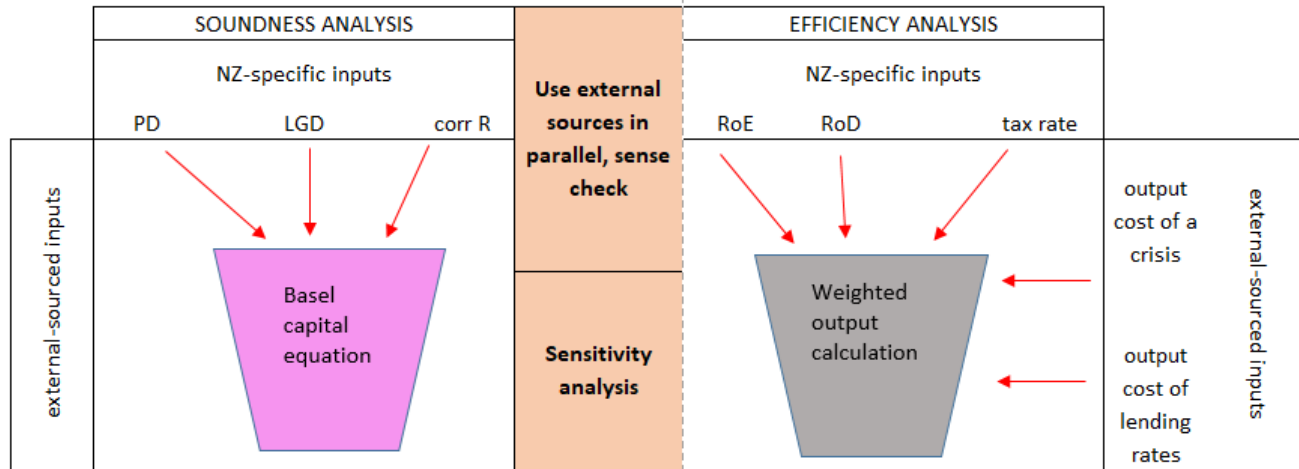 SOUNDNESS ANALYSIS
NZ-specific inputs
PD LGD corr R
external-sourced inputs
Basel
capital
equation
Use external
sources in
parallel, sense
check
Sensitivity
analysis
EFFICIENCY ANALYSIS
NZ-specific inputs
RoE RoD tax rate
Weighted
output
calculation
output
cost of a
crisis
output
cost of
lending
rates
external-sourced inputs